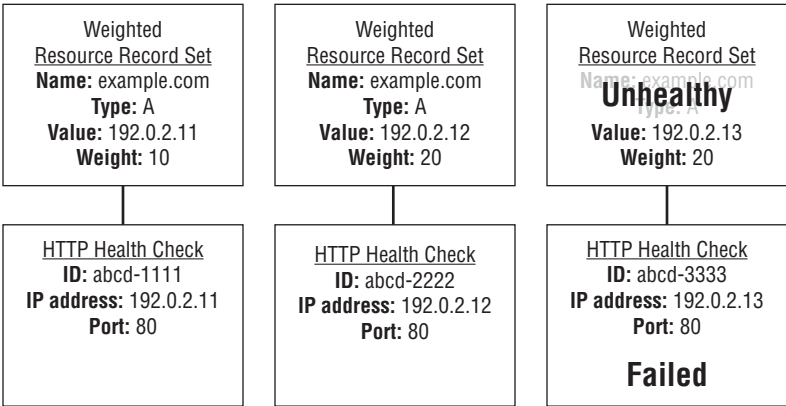 Weighted
Resource Record Set
Name: example.com
Type: A
Value: 192.0.2.11
Weight: 10
Weighted
Resource Record Set
Name: example.com
Type: A
Value: 192.0.2.12
Weight: 20
Weighted
Resource Record Set
Name: example.com
Unhealthy
Type: A
Value: 192.0.2.13
Weight: 20
HTTP Health Check
ID: abcd-1111
IP address: 192.0.2.11
Port: 80
HTTP Health Check
ID: abcd-2222
IP address: 192.0.2.12
Port: 80
HTTP Health Check
ID: abcd-3333
IP address: 192.0.2.13
Port: 80
Failed